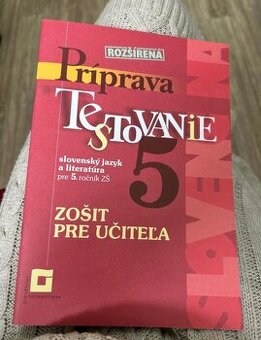 ROZŠÍRENÁ
Príprava
TESTOVANiE
5
slovenský jazyk
a literatúra
pre 5. ročník ZŠ
ZOŠIT
PRE UČITEĽA
SLOVENČINA